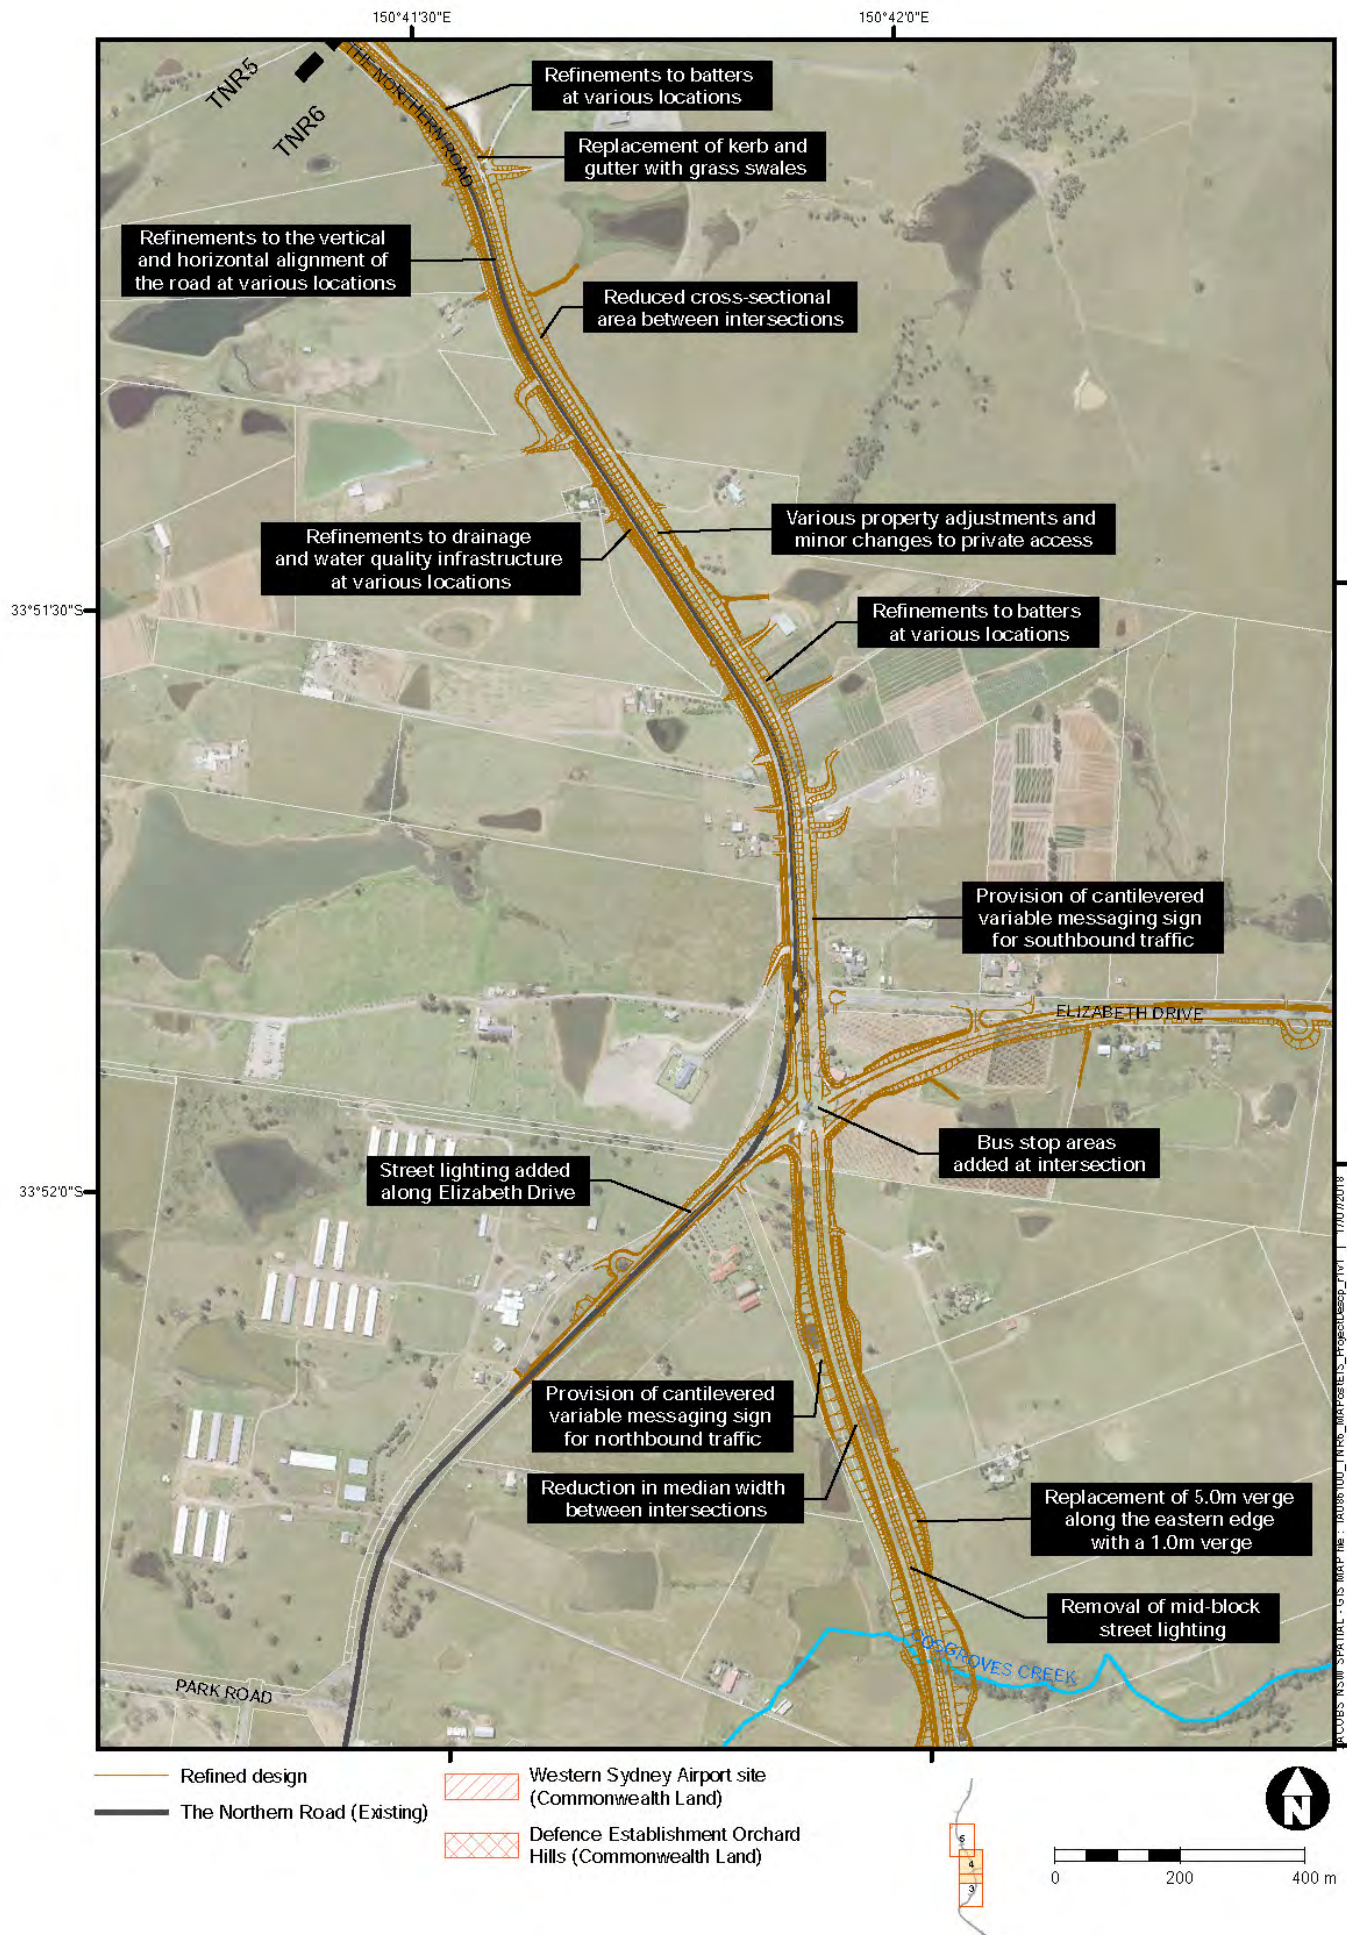 150°41'30"E
150°42'0"E
TNR5
TNR6
THE NORTHERN ROAD
Refinements to batters
at various locations
Replacement of kerb and
gutter with grass swales
Refinements to the vertical
and horizontal alignment of
the road at various locations
Reduced cross-sectional
area between intersections
Various property adjustments and
minor changes to private access
Refinements to drainage
and water quality infrastructure
at various locations
33°51'30"S
Refinements to batters
at various locations
Provision of cantilevered
variable messaging sign
for southbound traffic
ELIZABETH DRIVE
Bus stop areas
added at intersection
Street lighting added
along Elizabeth Drive
33°52'0"S
Provision of cantilevered
variable messaging sign
for northbound traffic
Reduction in median width
between intersections
Replacement of 5.0m verge
along the eastern edge
with a 1.0m verge
Removal of mid-block
street lighting
COSGROVES CREEK
PARK ROAD
JACOBS NSW SPATIAL - GIS MAP file :
Refined design
The Northern Road (Existing)
Western Sydney Airport site
(Commonwealth Land)
Defence Establishment Orchard
Hills (Commonwealth Land)
5
4
3
N
0 200 400 m